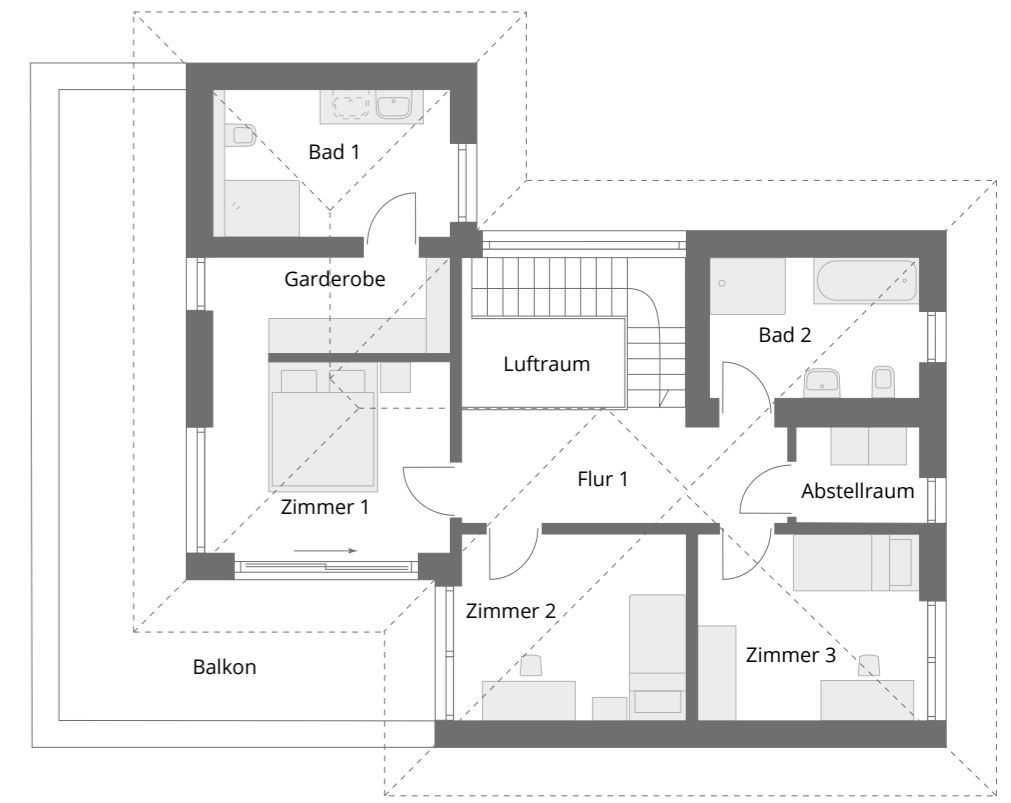 Bad 1
Garderobe
Bad 2
Luftraum
Flur 1
Abstellraum
Zimmer 1
Zimmer 2
Zimmer 3
Balkon